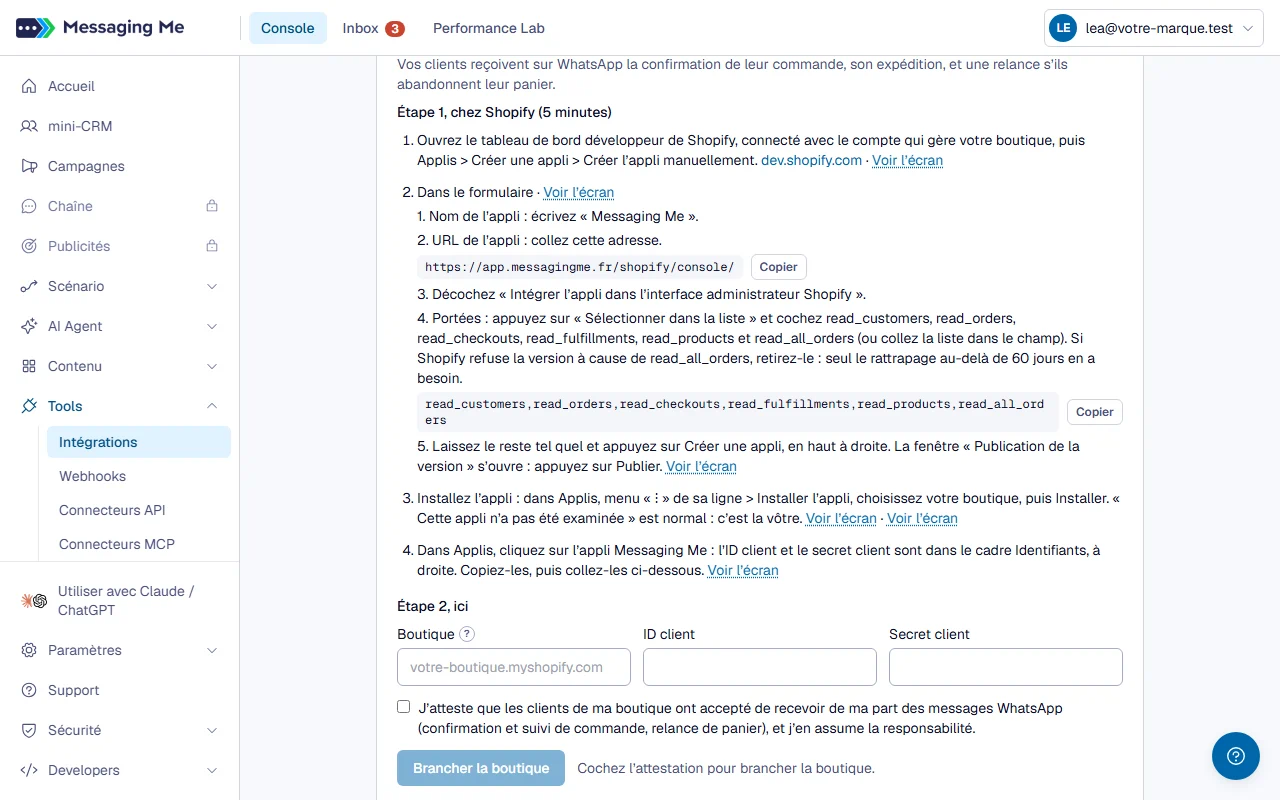 Messaging Me
Console
Inbox 3
Performance Lab
LE lea@votre-marque.test
Accueil
mini-CRM
Campagnes
Chaîne
Publicités
Scénario
AI Agent
Contenu
Tools
Intégrations
Webhooks
Connecteurs API
Connecteurs MCP
Utiliser avec Claude /
ChatGPT
Paramètres
Support
Sécurité
Developers
Vos clients reçoivent sur WhatsApp la confirmation de leur commande, son expédition, et une relance s’ils
abandonnent leur panier.
Étape 1, chez Shopify (5 minutes)
1. Ouvrez le tableau de bord développeur de Shopify, connecté avec le compte qui gère votre boutique, puis
Applis > Créer une appli > Créer l’appli manuellement. dev.shopify.com · Voir l’écran
2. Dans le formulaire · Voir l’écran
1. Nom de l’appli : écrivez « Messaging Me ».
2. URL de l’appli : collez cette adresse.
https://app.messagingme.fr/shopify/console/ Copier
3. Décochez « Intégrer l’appli dans l’interface administrateur Shopify ».
4. Portées : appuyez sur « Sélectionner dans la liste » et cochez read_customers, read_orders,
read_checkouts, read_fulfillments, read_products et read_all_orders (ou collez la liste dans le champ). Si
Shopify refuse la version à cause de read_all_orders, retirez-le : seul le rattrapage au-delà de 60 jours en a
besoin.
read_customers,read_orders,read_checkouts,read_fulfillments,read_products,read_all_ord
ers
Copier
5. Laissez le reste tel quel et appuyez sur Créer une appli, en haut à droite. La fenêtre « Publication de la
version » s’ouvre : appuyez sur Publier. Voir l’écran
3. Installez l’appli : dans Applis, menu « ⋮ » de sa ligne > Installer l’appli, choisissez votre boutique, puis Installer. «
Cette appli n’a pas été examinée » est normal : c’est la vôtre. Voir l’écran · Voir l’écran
4. Dans Applis, cliquez sur l’appli Messaging Me : l’ID client et le secret client sont dans le cadre Identifiants, à
droite. Copiez-les, puis collez-les ci-dessous. Voir l’écran
Étape 2, ici
Boutique ? ID client Secret client
votre-boutique.myshopify.com
J’atteste que les clients de ma boutique ont accepté de recevoir de ma part des messages WhatsApp
(confirmation et suivi de commande, relance de panier), et j’en assume la responsabilité.
Brancher la boutique Cochez l’attestation pour brancher la boutique.